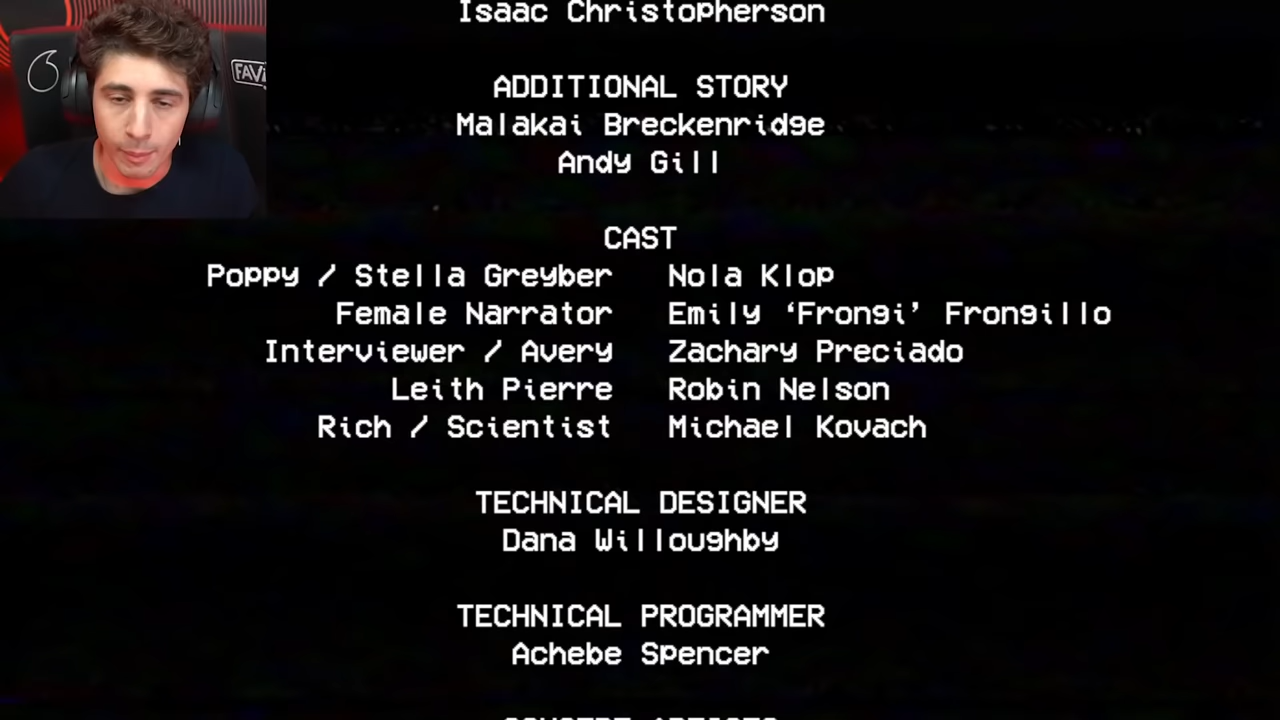 Isaac Christopherson
FAVi
ADDITIONAL STORY
Malakai Breckenridge
Andy Gill
CAST
Poppy / Stella Greyber Nola Klop
Female Narrator Emily ‘Frongi’ Frongillo
Interviewer / Avery Zachary Preciado
Leith Pierre Robin Nelson
Rich / Scientist Michael Kovach
TECHNICAL DESIGNER
Dana Willoughby
TECHNICAL PROGRAMMER
Achebe Spencer